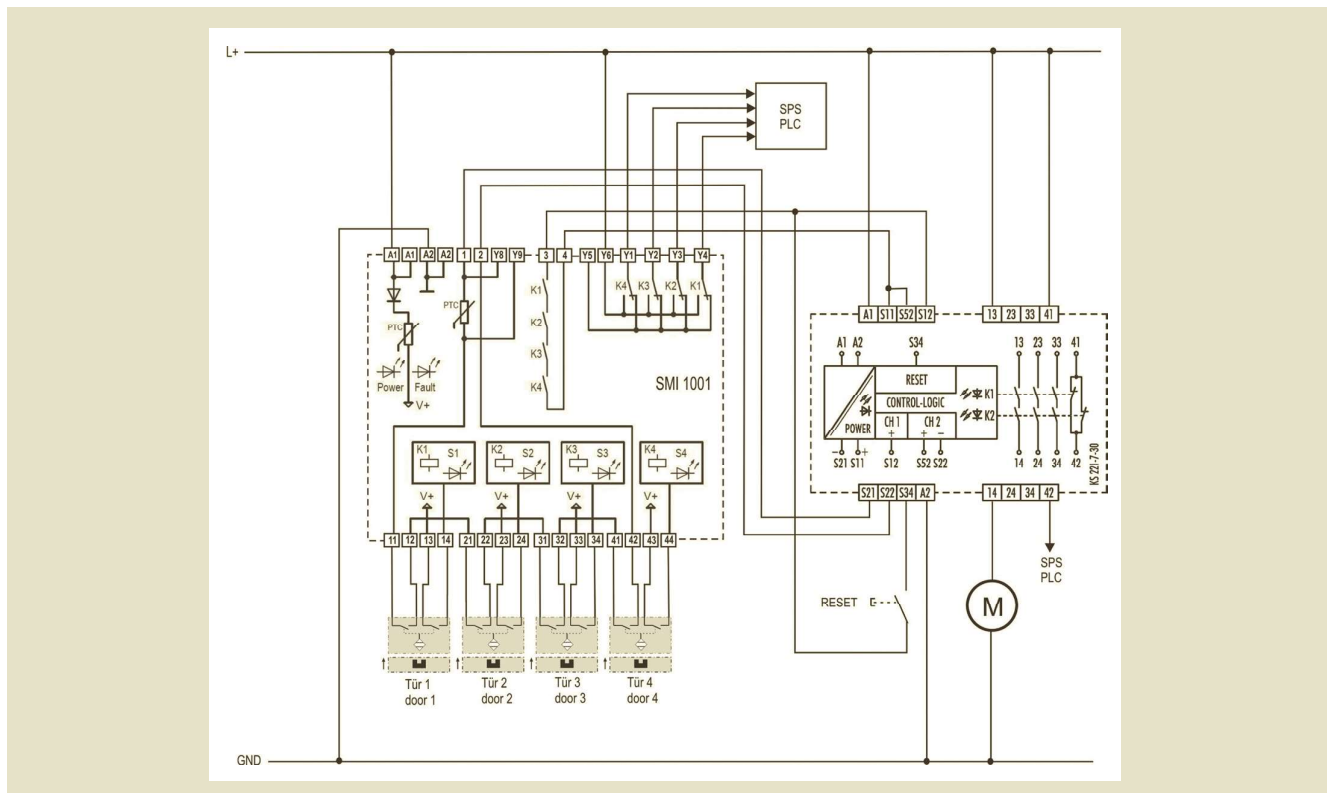 L+
SPS
PLC
A1 A1 A2 A2 1 2 Y8 Y9 3 4 Y5 Y6 Y1 Y2 Y3 Y4
K1
K2
K3
K4
K4 K3 K2 K1
PTC
PTC
Power Fault
V+
SMI 1001
K1 S1 K2 S2 K3 S3 K4 S4
V+ V+ V+ V+
11 12 13 14 21 22 23 24 31 32 33 34 41 42 43 44
Tür 1
door 1
Tür 2
door 2
Tür 3
door 3
Tür 4
door 4
A1 S11 S52 S12 13 23 33 41
A1 A2 S34 13 23 33 41
RESET
CONTROL-LOGIC
POWER
CH 1
+
CH 2
+ −
K1
K2
− +
S21 S11 S12 S52 S22 14 24 34 42
KS 221-7-30
S21 S22 S34 A2 14 24 34 42
RESET
M
SPS
PLC
GND